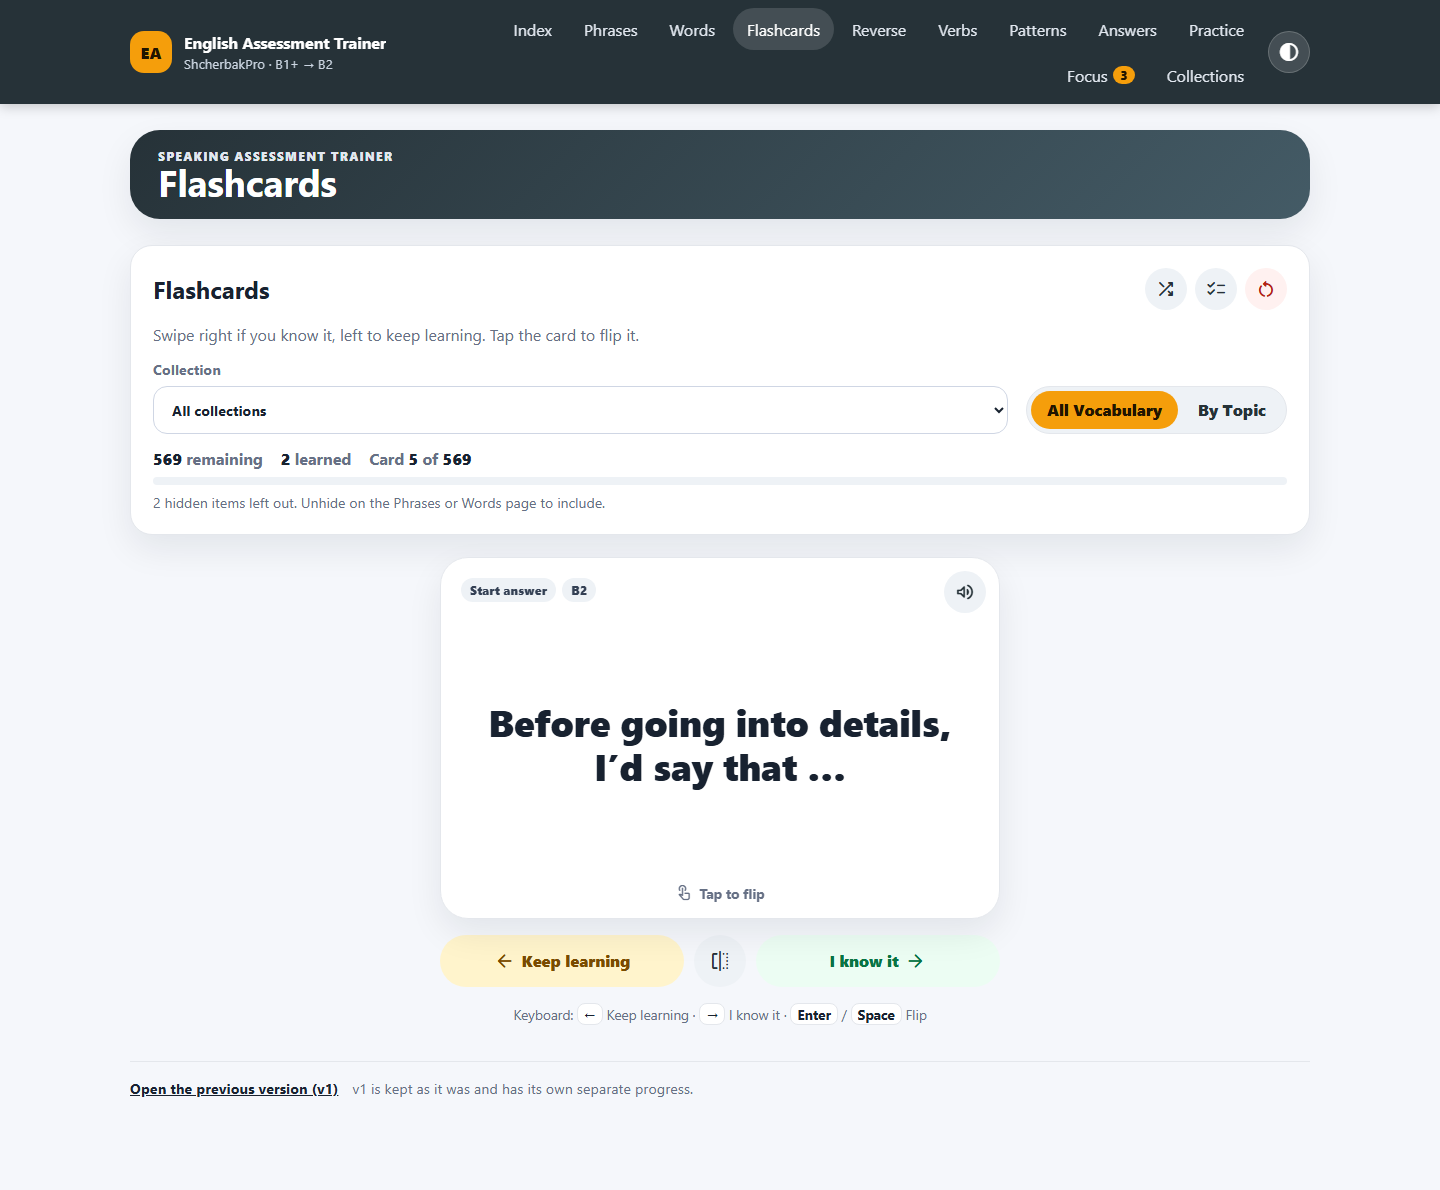 EA
English Assessment Trainer
ShcherbakPro · B1+ → B2
Index Phrases Words Flashcards Reverse Verbs Patterns Answers Practice
Focus 3 Collections
SPEAKING ASSESSMENT TRAINER
Flashcards
Flashcards
Swipe right if you know it, left to keep learning. Tap the card to flip it.
Collection
All collections
All Vocabulary By Topic
569 remaining 2 learned Card 5 of 569
2 hidden items left out. Unhide on the Phrases or Words page to include.
Start answer B2
Before going into details,
I’d say that …
Tap to flip
← Keep learning
I know it →
Keyboard: ← Keep learning · → I know it · Enter / Space Flip
Open the previous version (v1) v1 is kept as it was and has its own separate progress.